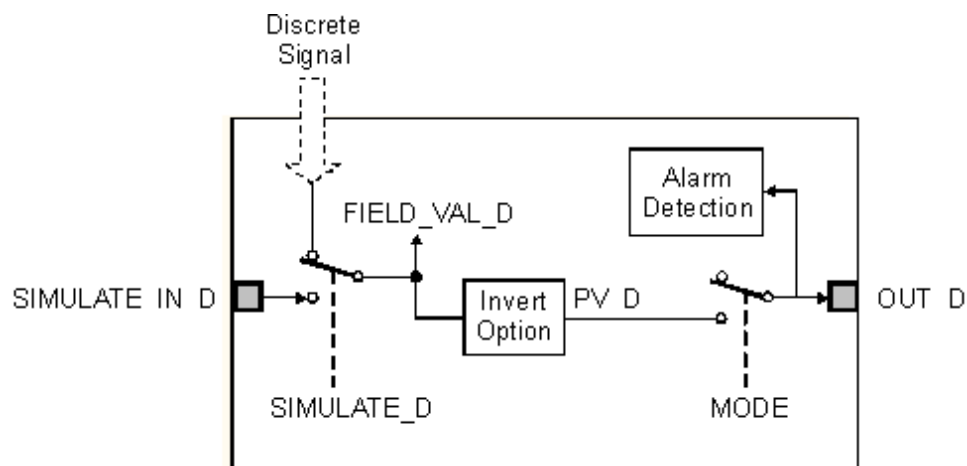 Discrete
Signal
Alarm
Detection
FIELD_VAL_D
SIMULATE IN D
Invert
Option
PV D
OUT D
SIMULATE_D
MODE